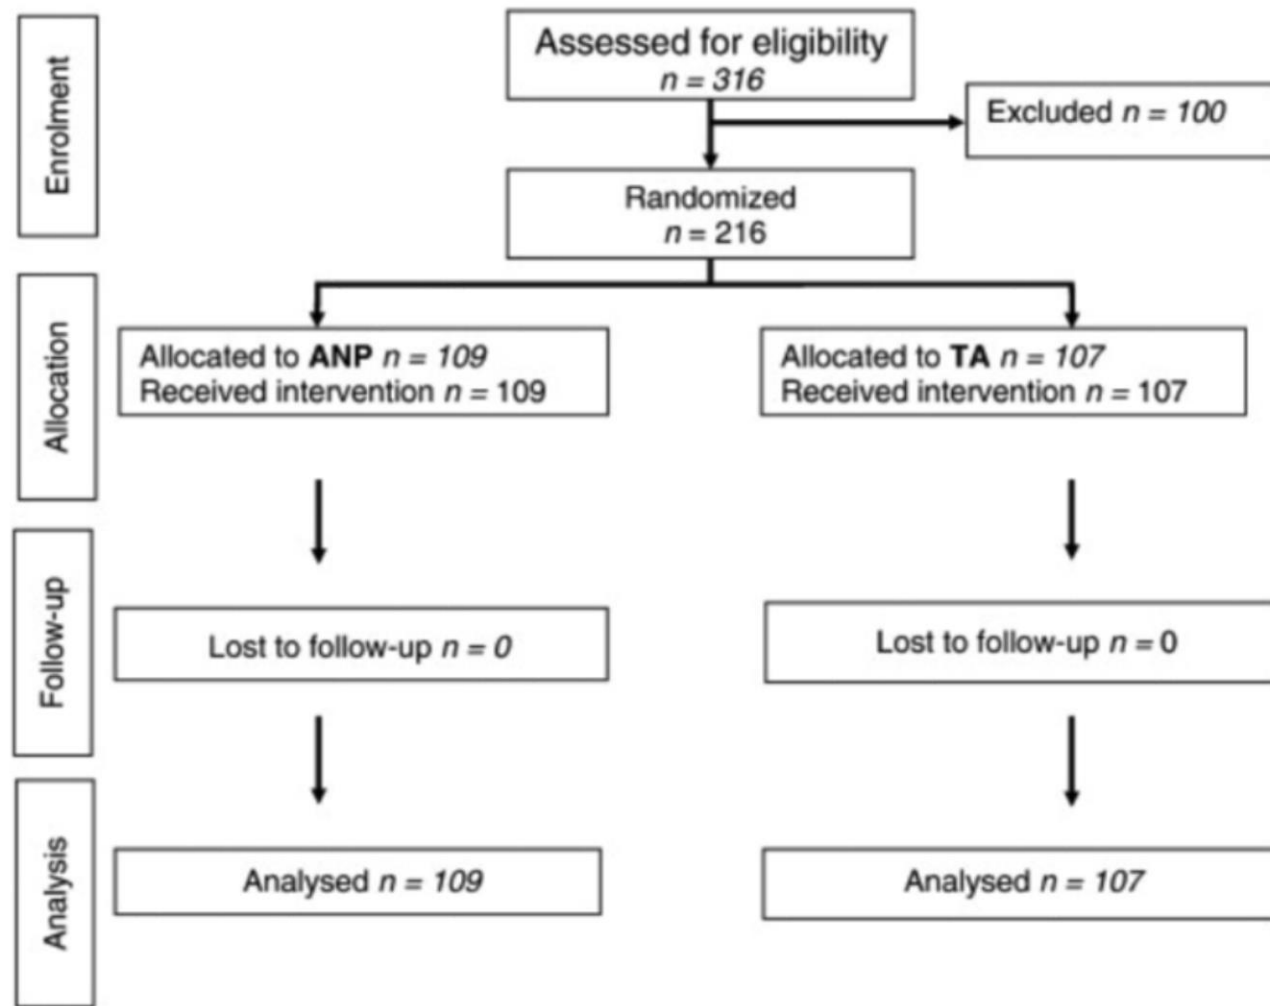 Enrolment
Assessed for eligibility
n = 316
Excluded n = 100
Randomized
n = 216
Allocation
Allocated to ANP n = 109
Received intervention n = 109
Allocated to TA n = 107
Received intervention n = 107
Follow-up
Lost to follow-up n = 0
Lost to follow-up n = 0
Analysis
Analysed n = 109
Analysed n = 107